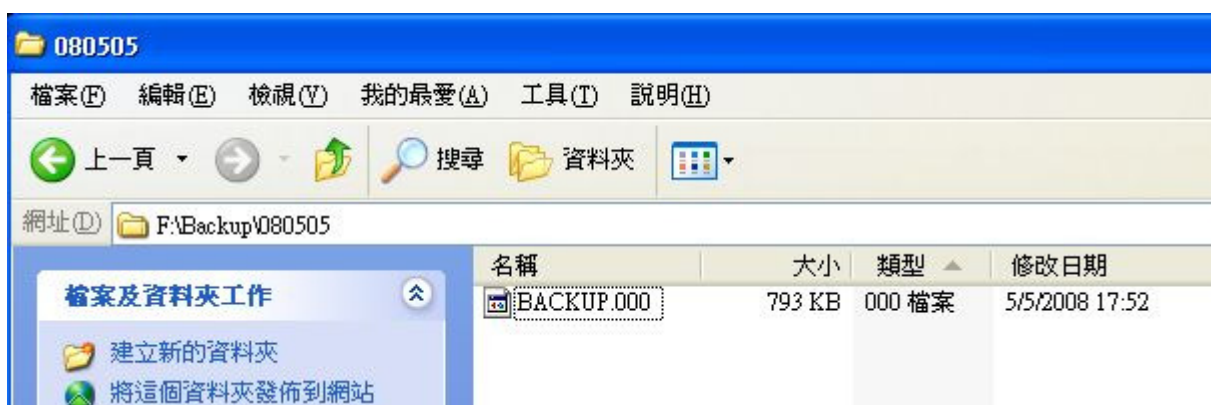 080505
檔案(F) 編輯(E) 檢視(V) 我的最愛(A) 工具(T) 說明(H)
上一頁 搜尋 資料夾
網址(D) F:\Backup\080505
名稱 大小 類型 修改日期
檔案及資料夾工作
BACKUP.000 793 KB 000 檔案 5/5/2008 17:52
建立新的資料夾
將這個資料夾發佈到網站